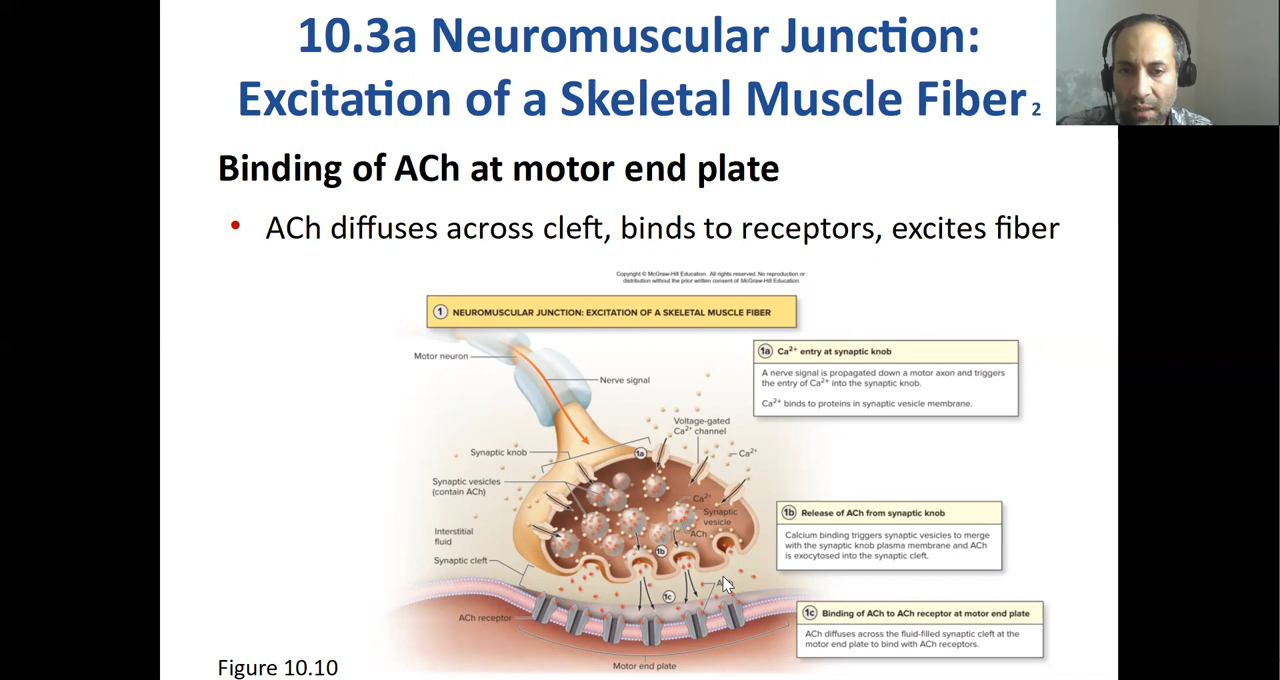 10.3a Neuromuscular Junction:
Excitation of a Skeletal Muscle Fiber 2
Binding of ACh at motor end plate
• ACh diffuses across cleft, binds to receptors, excites fiber
Copyright © McGraw-Hill Education. All rights reserved. No reproduction or
distribution without the prior written consent of McGraw-Hill Education.
1 NEUROMUSCULAR JUNCTION: EXCITATION OF A SKELETAL MUSCLE FIBER
Motor neuron
Nerve signal
1a Ca²⁺ entry at synaptic knob
A nerve signal is propagated down a motor axon and triggers
the entry of Ca²⁺ into the synaptic knob.
Ca²⁺ binds to proteins in synaptic vesicle membrane.
Voltage-gated
Ca²⁺ channel
Synaptic knob
1a
Ca²⁺
Synaptic vesicles
(contain ACh)
Ca²⁺
Synaptic
vesicle
ACh
Interstitial
fluid
1b
Synaptic cleft
1b Release of ACh from synaptic knob
Calcium binding triggers synaptic vesicles to merge
with the synaptic knob plasma membrane and ACh
is exocytosed into the synaptic cleft.
1c
ACh receptor
Motor end plate
1c Binding of ACh to ACh receptor at motor end plate
ACh diffuses across the fluid-filled synaptic cleft at the
motor end plate to bind with ACh receptors.
Figure 10.10